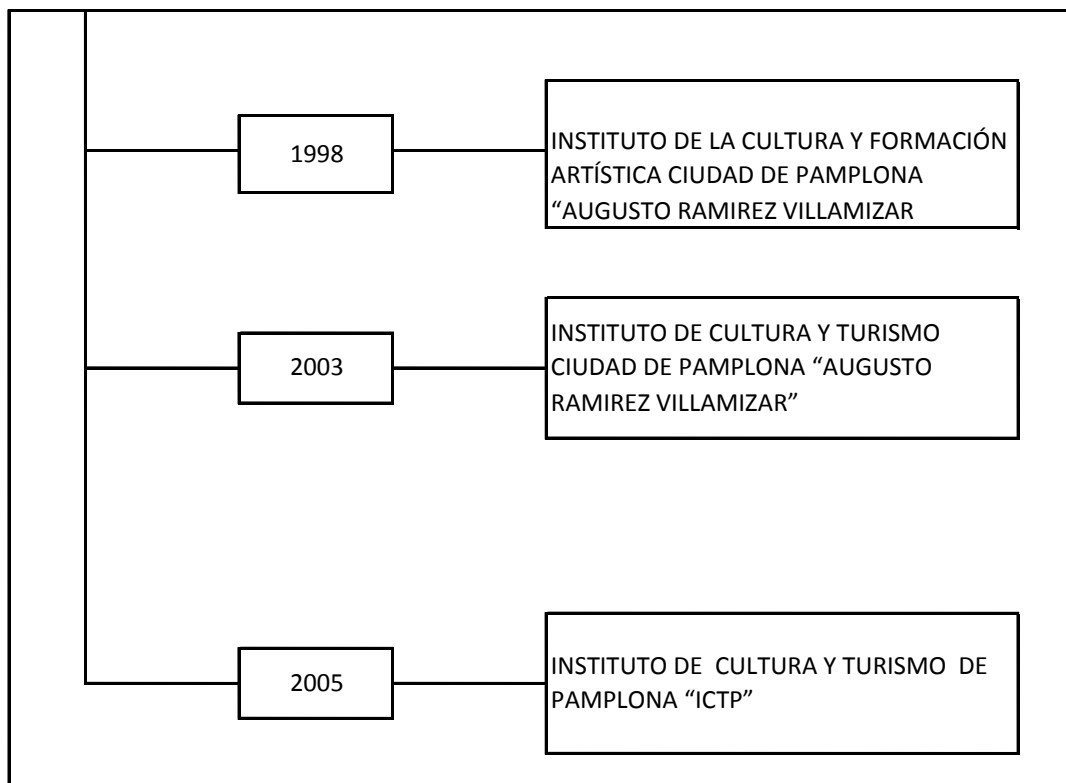 1998
INSTITUTO DE LA CULTURA Y FORMACIÓN
ARTÍSTICA CIUDAD DE PAMPLONA
“AUGUSTO RAMIREZ VILLAMIZAR
2003
INSTITUTO DE CULTURA Y TURISMO
CIUDAD DE PAMPLONA “AUGUSTO
RAMIREZ VILLAMIZAR”
2005
INSTITUTO DE  CULTURA Y TURISMO  DE
PAMPLONA “ICTP”